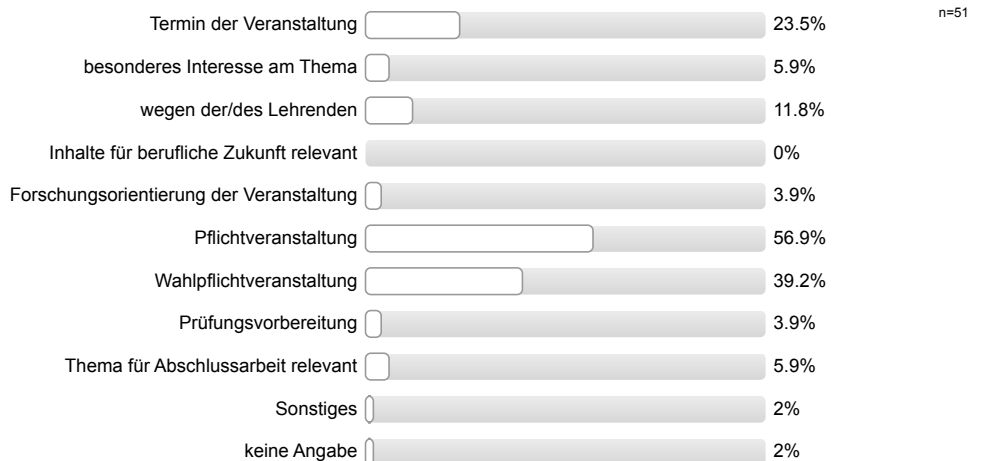 Termin der Veranstaltung 23.5% n=51
besonderes Interesse am Thema 5.9%
wegen der/des Lehrenden 11.8%
Inhalte für berufliche Zukunft relevant 0%
Forschungsorientierung der Veranstaltung 3.9%
Pflichtveranstaltung 56.9%
Wahlpflichtveranstaltung 39.2%
Prüfungsvorbereitung 3.9%
Thema für Abschlussarbeit relevant 5.9%
Sonstiges 2%
keine Angabe 2%